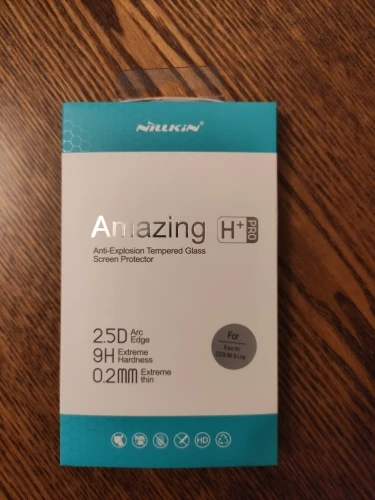 NILLKIN
Amazing H+ PRO
Anti-Explosion Tempered Glass
Screen Protector
2.5D Arc Edge
9H Extreme Hardness
0.2MM Extreme thin
For
HD